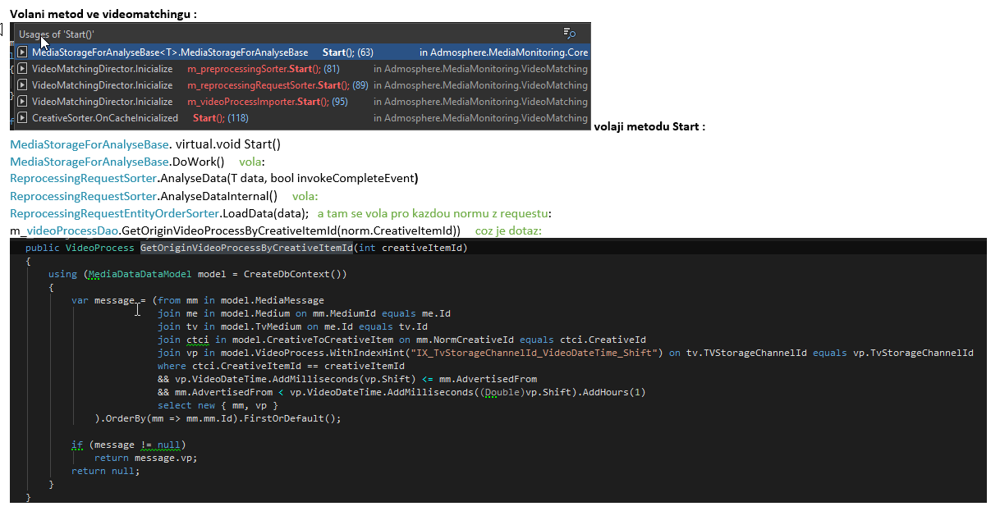 Volani metod ve videomatchingu :
Usages of 'Start()'
MediaStorageForAnalyseBase<T>.MediaStorageForAnalyseBase Start(); (63) in Admosphere.MediaMonitoring.Core
VideoMatchingDirector.Inicialize m_preprocessingSorter.Start(); (81) in Admosphere.MediaMonitoring.VideoMatching
VideoMatchingDirector.Inicialize m_reprocessingRequestSorter.Start(); (89) in Admosphere.MediaMonitoring.VideoMatching
VideoMatchingDirector.Inicialize m_videoProcessImporter.Start(); (95) in Admosphere.MediaMonitoring.VideoMatching
CreativeSorter.OnCacheInicialized Start(); (118) in Admosphere.MediaMonitoring.VideoMatching
volaji metodu Start :
MediaStorageForAnalyseBase. virtual.void Start()
MediaStorageForAnalyseBase.DoWork() vola:
ReprocessingRequestSorter.AnalyseData(T data, bool invokeCompleteEvent)
ReprocessingRequestSorter.AnalyseDataInternal() vola:
ReprocessingRequestEntityOrderSorter.LoadData(data); a tam se vola pro kazdou normu z requestu:
m_videoProcessDao.GetOriginVideoProcessByCreativeItemId(norm.CreativeItemId)) coz je dotaz:
public VideoProcess GetOriginVideoProcessByCreativeItemId(int creativeItemId)
{
using (MediaDataDataModel model = CreateDbContext())
{
var message = (from mm in model.MediaMessage
join me in model.Medium on mm.MediumId equals me.Id
join tv in model.TvMedium on me.Id equals tv.Id
join ctci in model.CreativeToCreativeItem on mm.NormCreativeId equals ctci.CreativeId
join vp in model.VideoProcess.WithIndexHint("IX_TvStorageChannelId_VideoDateTime_Shift") on tv.TVStorageChannelId equals vp.TvStorageChannelId
where ctci.CreativeItemId == creativeItemId
&& vp.VideoDateTime.AddMilliseconds(vp.Shift) <= mm.AdvertisedFrom
&& mm.AdvertisedFrom < vp.VideoDateTime.AddMilliseconds((Double)vp.Shift).AddHours(1)
select new { mm, vp }
).OrderBy(mm => mm.mm.Id).FirstOrDefault();
if (message != null)
return message.vp;
return null;
}
}